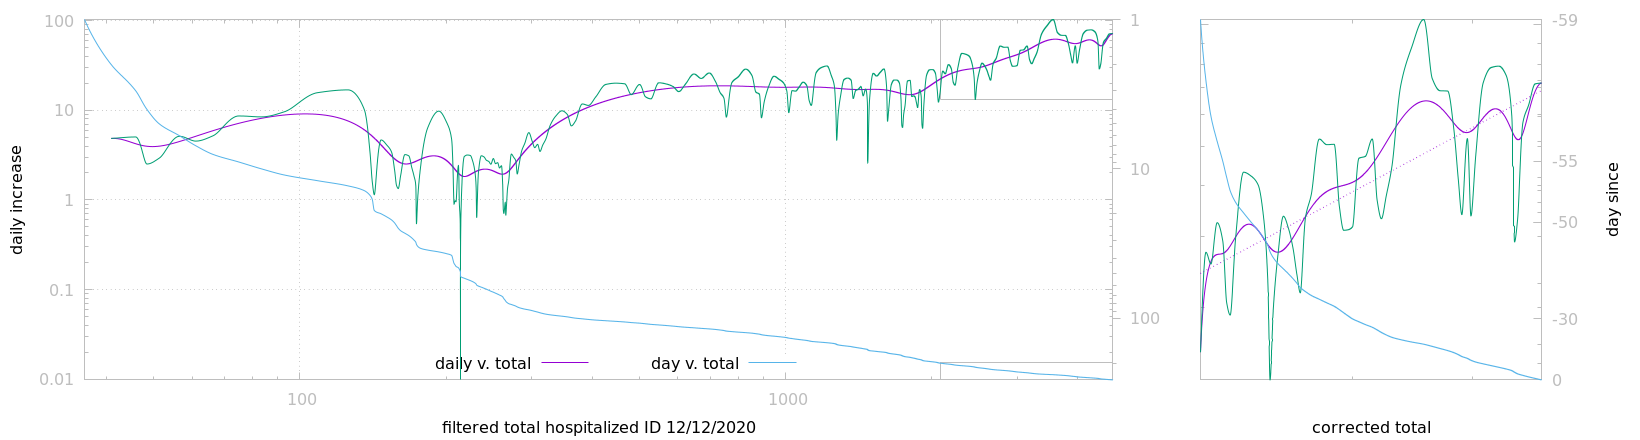 100
10
1
0.1
0.01
daily increase
100
1000
filtered total hospitalized ID 12/12/2020
daily v. total
day v. total
1
10
100
-59
-55
-50
-30
0
day since
corrected total